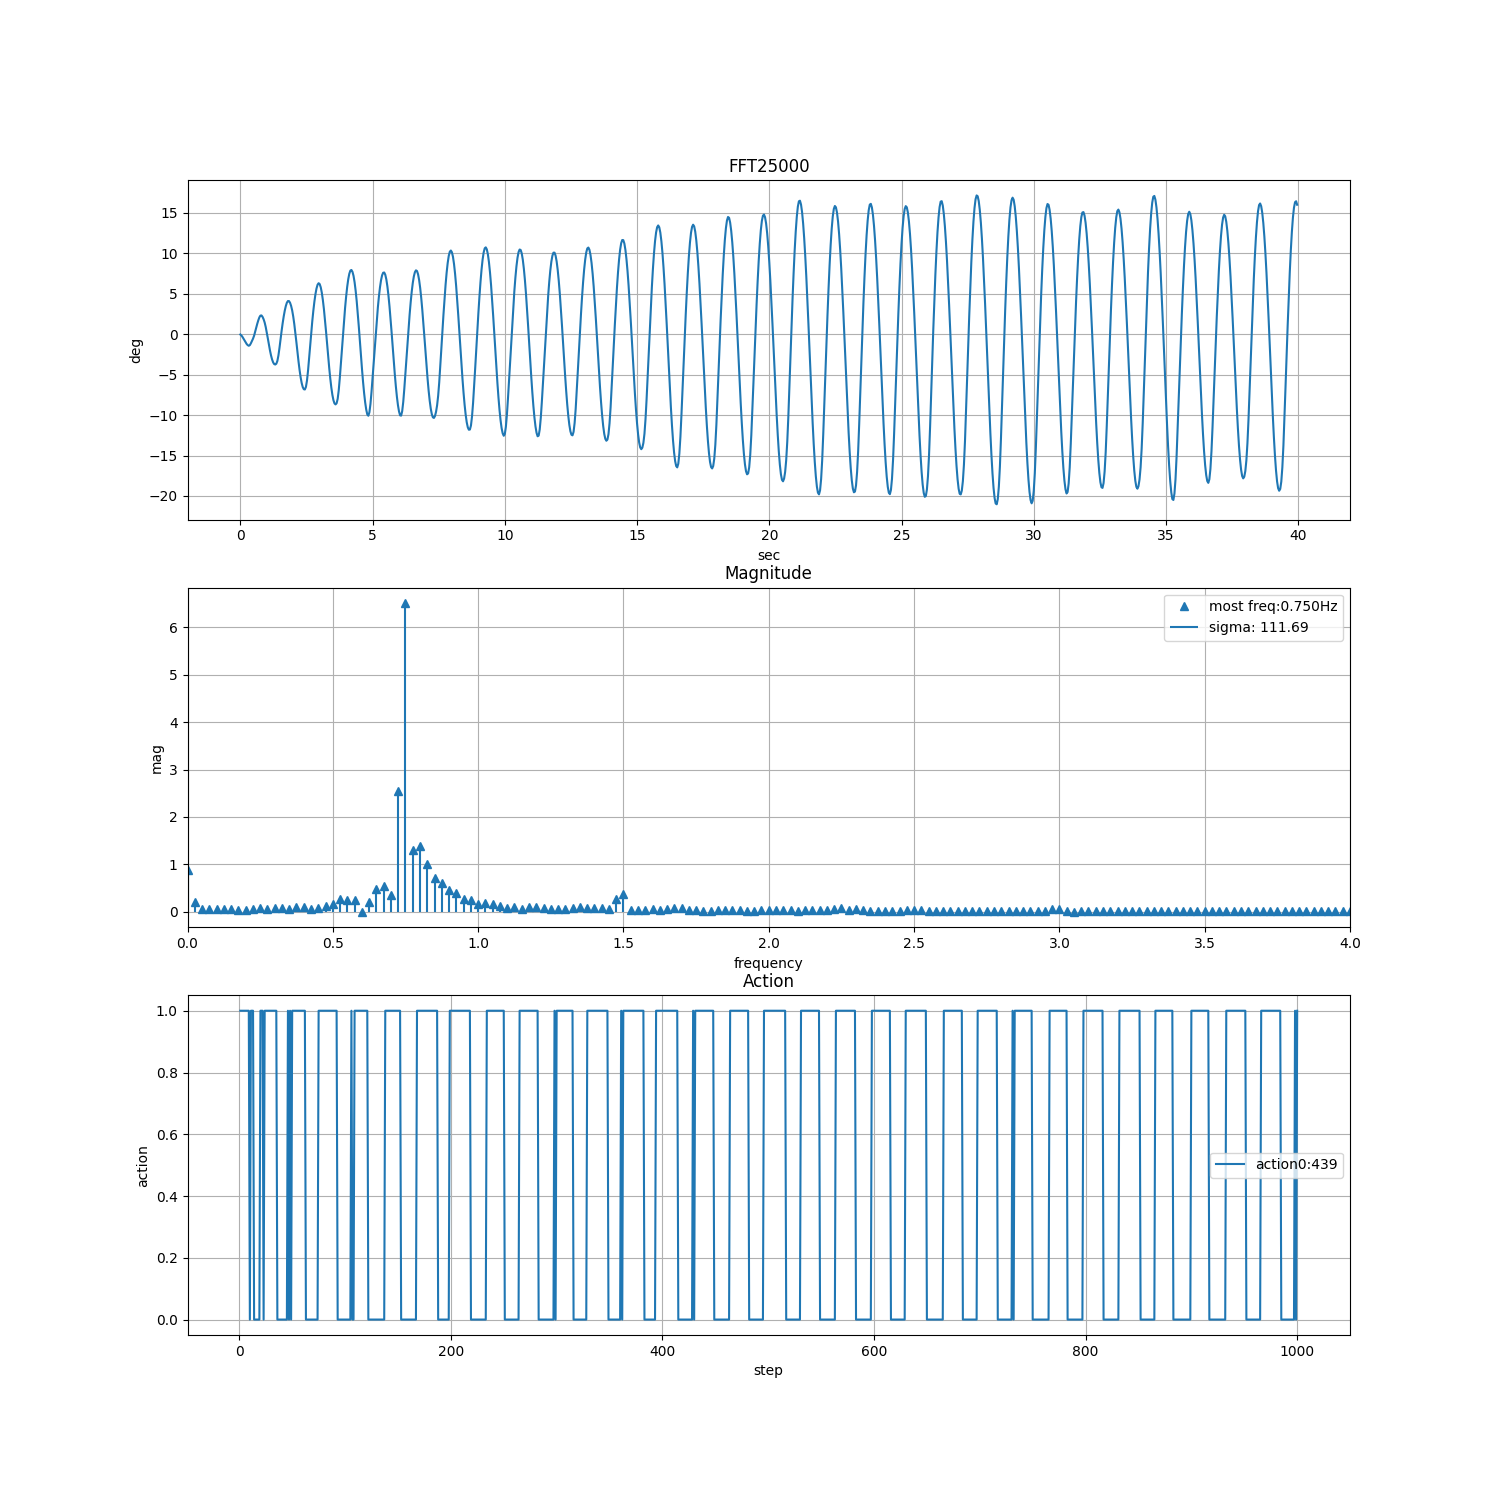 FFT25000
15
10
5
0
−5
−10
−15
−20
deg
0 5 10 15 20 25 30 35 40
sec
Magnitude
most freq:0.750Hz
sigma: 111.69
6
5
4
3
2
1
0
mag
0.0 0.5 1.0 1.5 2.0 2.5 3.0 3.5 4.0
frequency
Action
1.0
0.8
0.6
0.4
0.2
0.0
action
action0:439
0 200 400 600 800 1000
step